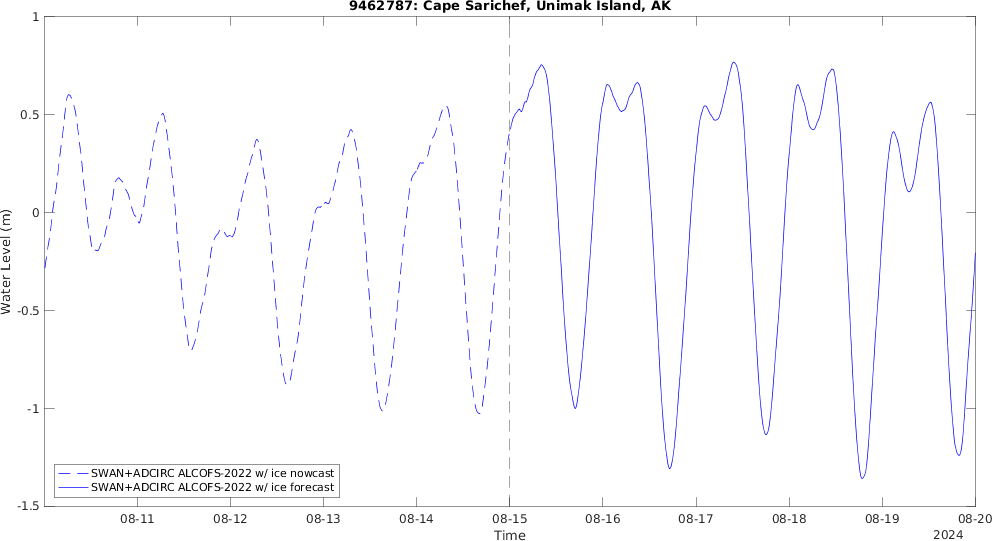 9462787: Cape Sarichef, Unimak Island, AK
1
0.5
0
-0.5
-1
-1.5
Water Level (m)
SWAN+ADCIRC ALCOFS-2022 w/ ice nowcast
SWAN+ADCIRC ALCOFS-2022 w/ ice forecast
08-11 08-12 08-13 08-14 08-15 08-16 08-17 08-18 08-19 08-20
Time
2024